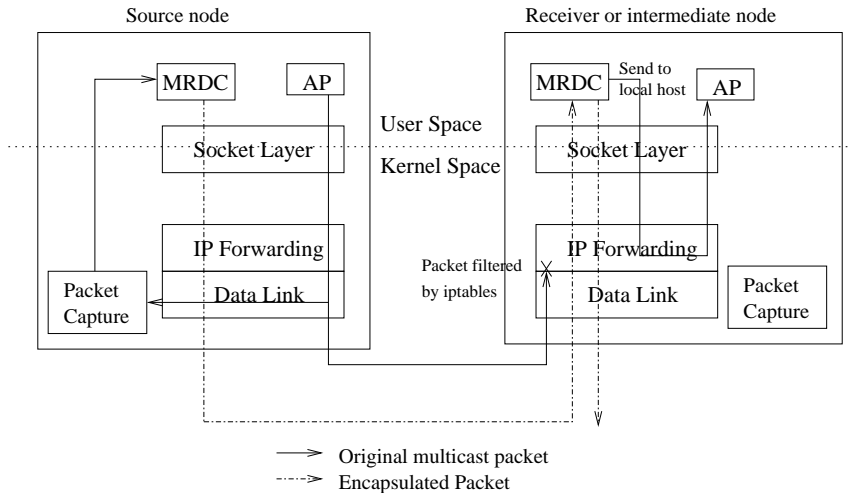 Source node
Receiver or intermediate node
MRDC
AP
MRDC
Send to
local host
AP
User Space
Socket Layer
Socket Layer
Kernel Space
IP Forwarding
IP Forwarding
Packet
Capture
Data Link
Packet filtered
by iptables
Data Link
Packet
Capture
Original multicast packet
Encapsulated Packet